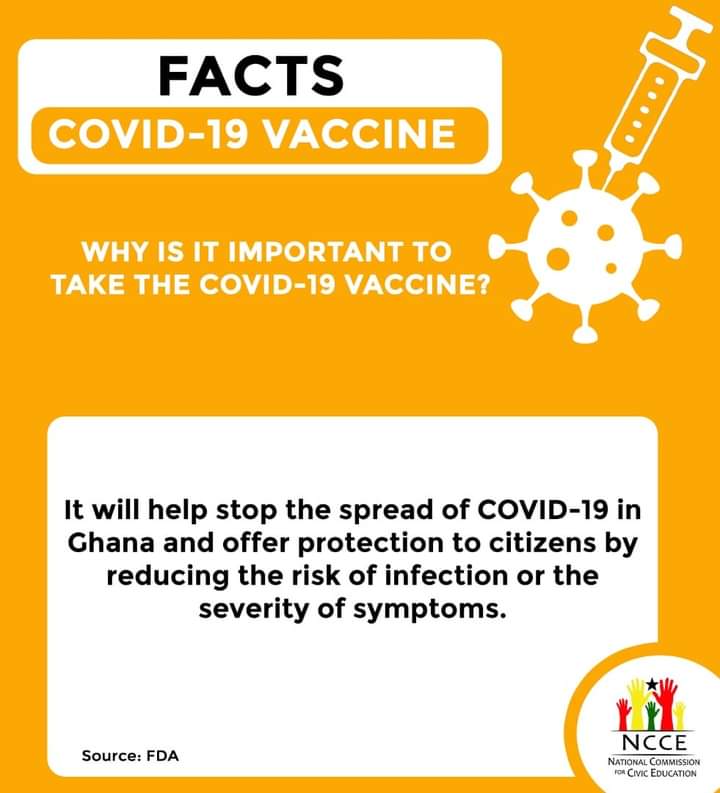 FACTS
COVID-19 VACCINE
WHY IS IT IMPORTANT TO
TAKE THE COVID-19 VACCINE?
It will help stop the spread of COVID-19 in
Ghana and offer protection to citizens by
reducing the risk of infection or the
severity of symptoms.
Source: FDA
NCCE
NATIONAL COMMISSION
FOR CIVIC EDUCATION